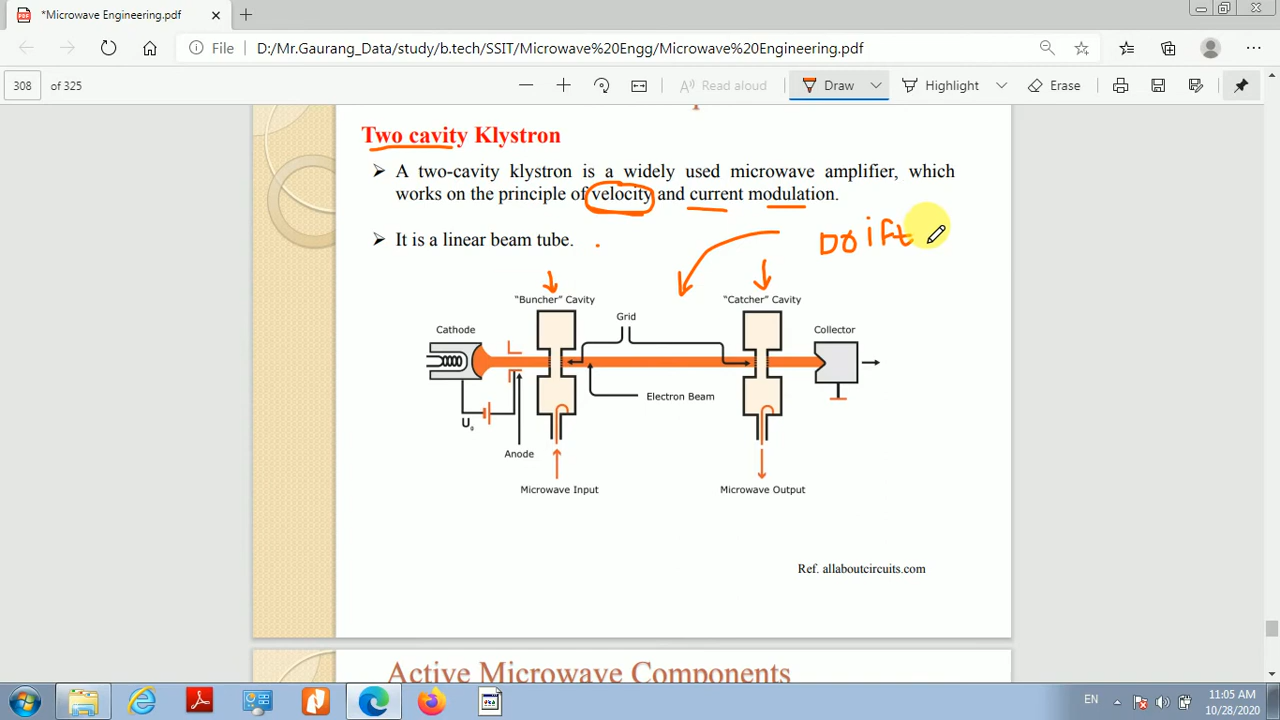 *Microwave Engineering.pdf
File
D:/Mr.Gaurang_Data/study/b.tech/SSIT/Microwave%20Engg/Microwave%20Engineering.pdf
308 of 325
Read aloud
Draw
Highlight
Erase
Two cavity Klystron
➢ A two-cavity klystron is a widely used microwave amplifier, which
works on the principle of velocity and current modulation.
➢ It is a linear beam tube.
Drift
"Buncher" Cavity
"Catcher" Cavity
Grid
Cathode
Collector
Electron Beam
U₀
Anode
Microwave Input
Microwave Output
Ref. allaboutcircuits.com
Active Microwave Components
EN
11:05 AM
10/28/2020